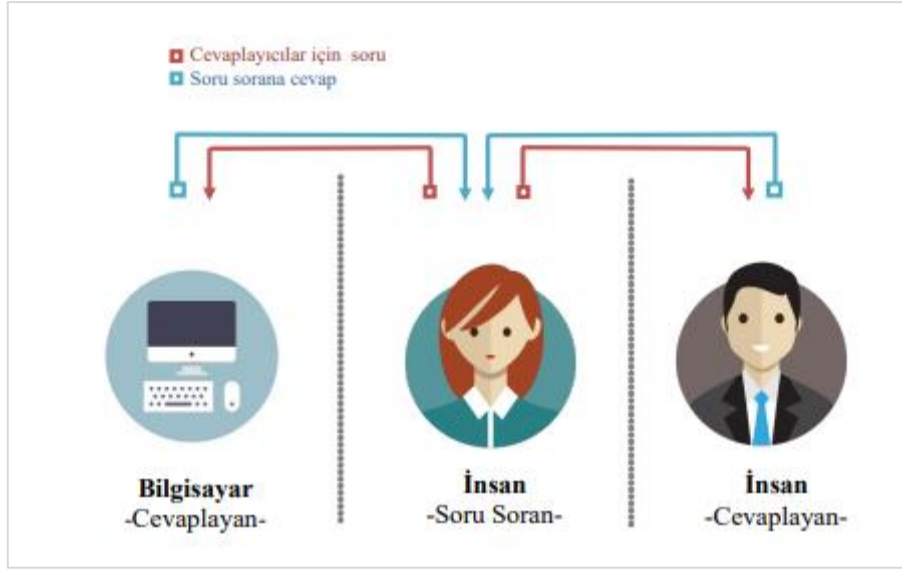 Cevaplayıcılar için soru
Soru sorana cevap
Bilgisayar
-Cevaplayan-
İnsan
-Soru Soran-
İnsan
-Cevaplayan-